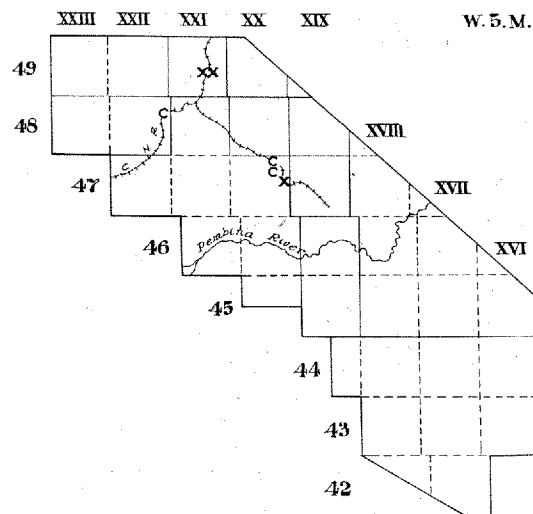 XXIII XXII XXI XX XIX W. 5. M.
49
XX
48
C
C.N.R.
XVIII
C
C
X
47
XVII
46
Pembina River
XVI
45
44
43
42